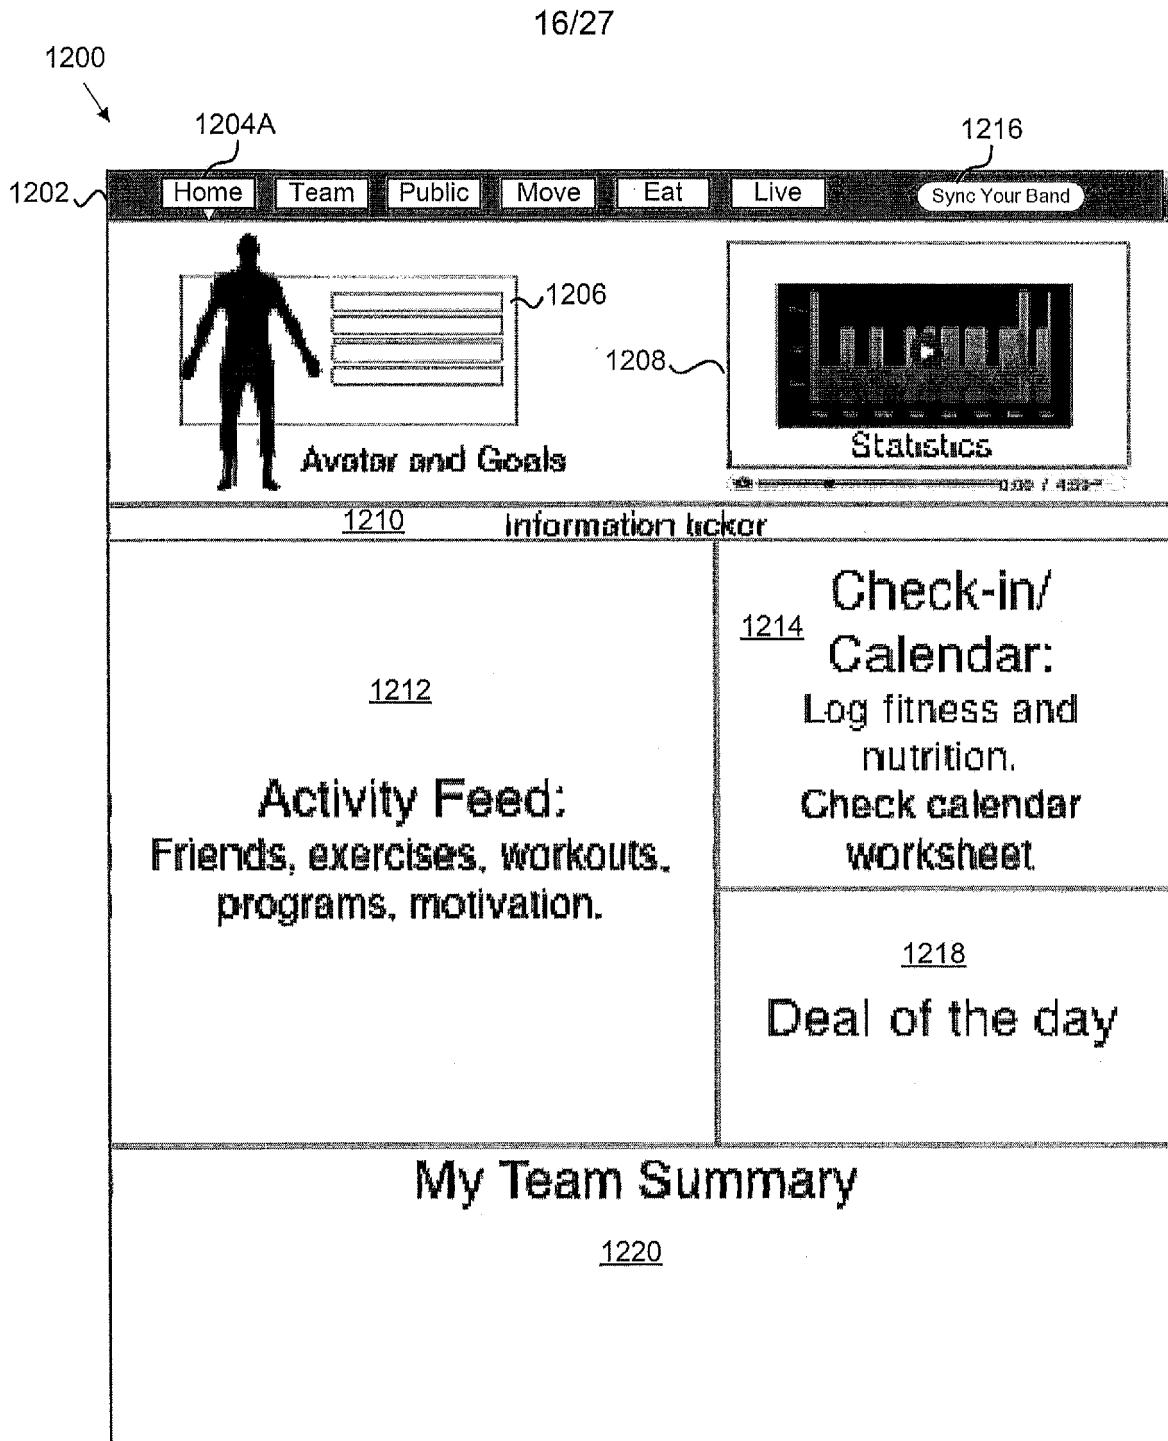 16/27
1200
1204A
1216
1202
Home Team Public Move Eat Live Sync Your Band
1206
1208
Avatar and Goals
Statistics
1210 Information ticker
1214
Check-in/
Calendar:
Log fitness and
nutrition.
Check calendar
worksheet
1212
Activity Feed:
Friends, exercises, workouts,
programs, motivation.
1218
Deal of the day
My Team Summary
1220